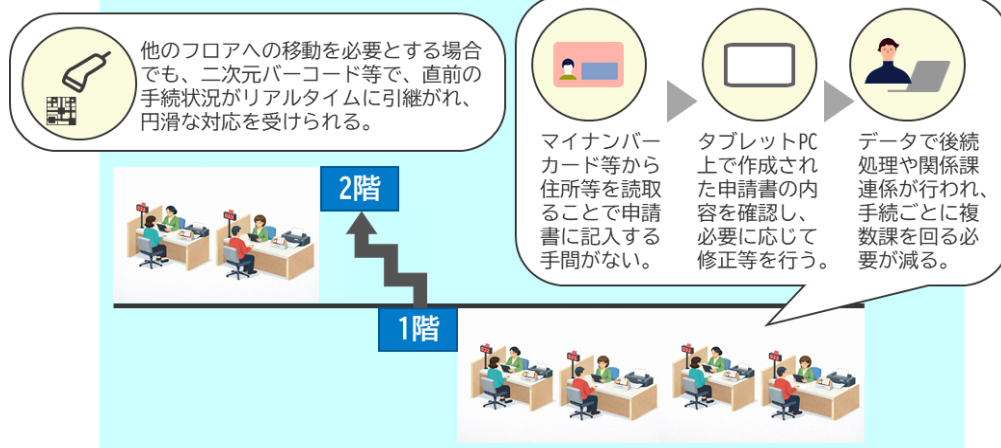 他のフロアへの移動を必要とする場合
でも、二次元バーコード等で、直前の
手続状況がリアルタイムに引継がれ、
円滑な対応を受けられる。
マイナンバー
カード等から
住所等を読取
ることで申請
書に記入する
手間がない。
タブレットPC
上で作成され
た申請書の内
容を確認し、
必要に応じて
修正等を行う。
データで後続
処理や関係課
連係が行われ、
手続ごとに複
数課を回る必
要が減る。
2階
1階